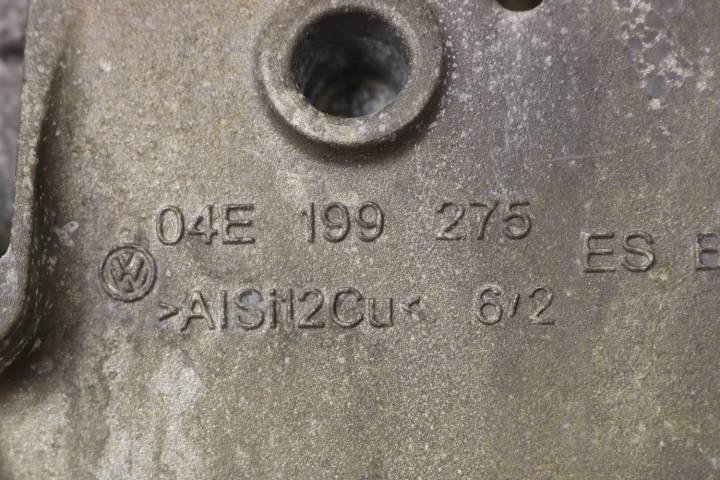 04E 199 275
ES
VW
>AlSi12Cu< 6/2